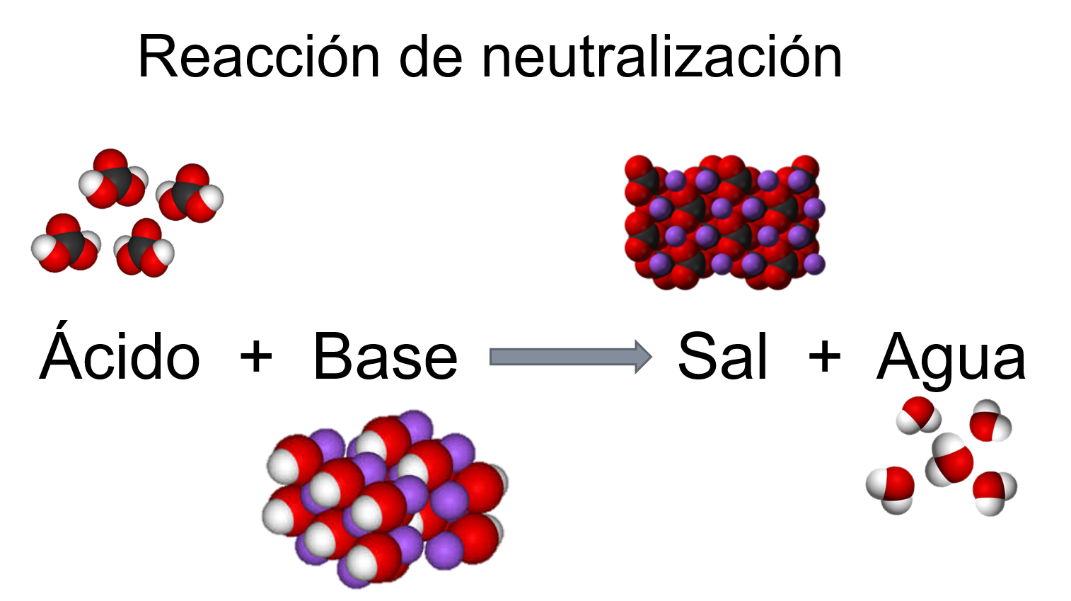 Reacción de neutralización
Ácido + Base Sal + Agua